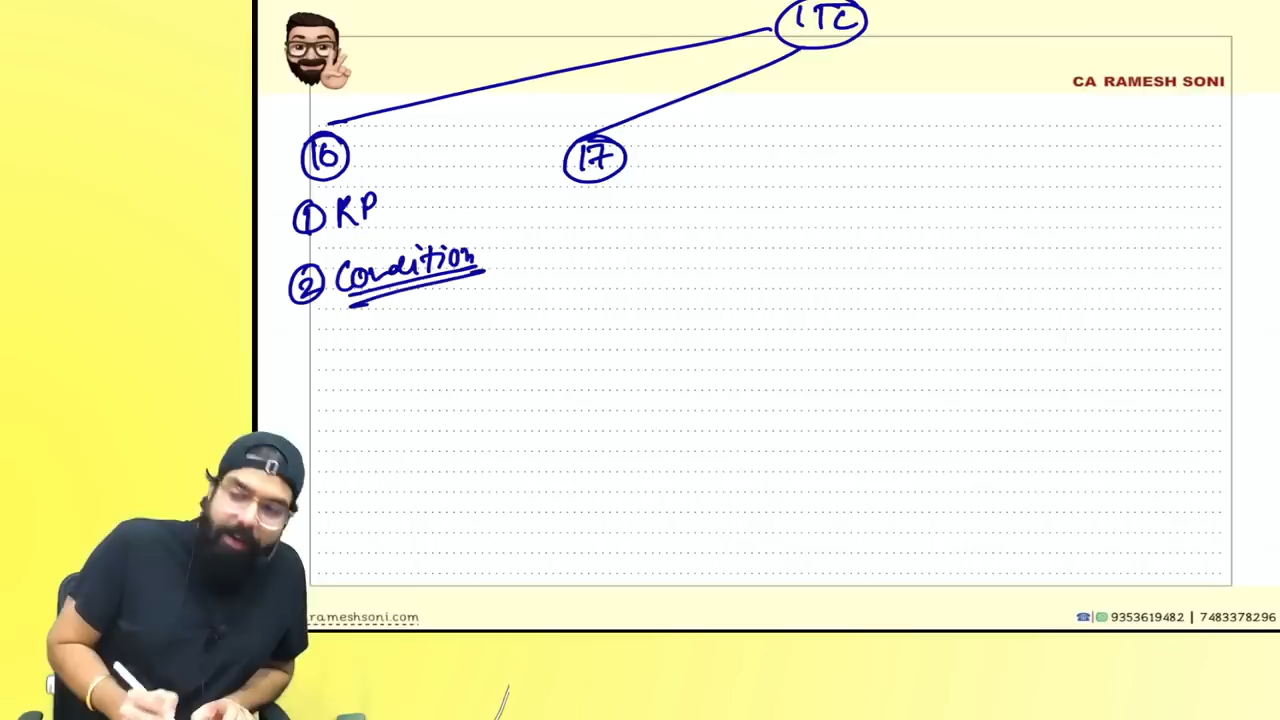 ITC
CA RAMESH SONI
16
17
① RP
② Condition
rameshsoni.com
9353619482 | 7483378296